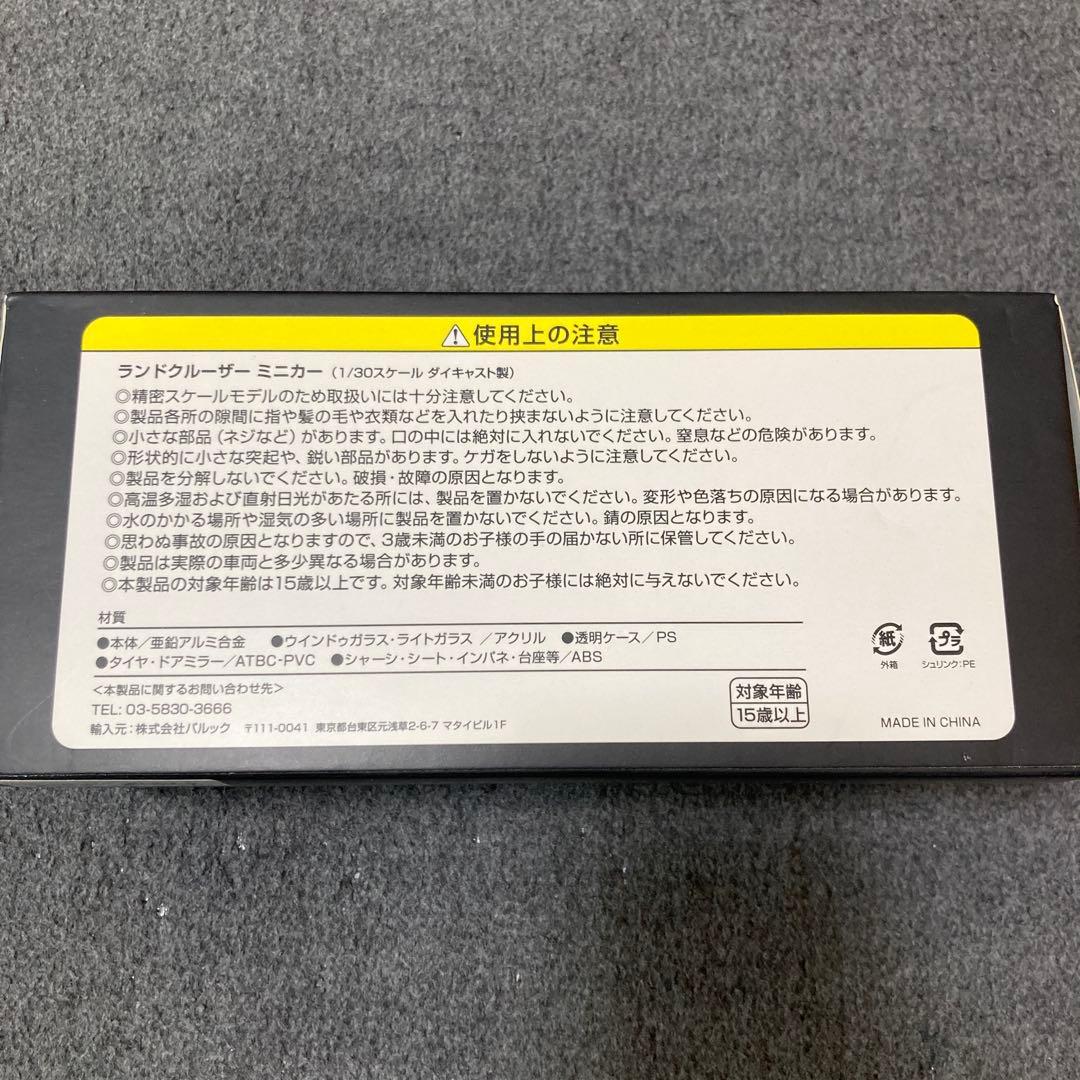 ⚠使用上の注意
ランドクルーザー ミニカー（1/30スケール ダイキャスト製）
◎精密スケールモデルのため取扱いには十分注意してください。
◎製品各所の隙間に指や髪の毛や衣類などを入れたり挟まないように注意してください。
◎小さな部品（ネジなど）があります。口の中には絶対に入れないでください。窒息などの危険があります。
◎形状的に小さな突起や、鋭い部品があります。ケガをしないように注意してください。
◎製品を分解しないでください。破損・故障の原因となります。
◎高温多湿および直射日光があたる所には、製品を置かないでください。変形や色落ちの原因になる場合があります。
◎水のかかる場所や湿気の多い場所に製品を置かないでください。錆の原因となります。
◎思わぬ事故の原因となりますので、3歳未満のお子様の手の届かない所に保管してください。
◎製品は実際の車両と多少異なる場合があります。
◎本製品の対象年齢は15歳以上です。対象年齢未満のお子様には絶対に与えないでください。
材質
●本体／亜鉛アルミ合金 ●ウインドゥガラス・ライトガラス ／アクリル ●透明ケース／PS
●タイヤ・ドアミラー／ATBC-PVC ●シャーシ・シート・インパネ・台座等／ABS
紙 外箱
プラ シュリンク：PE
＜本製品に関するお問い合わせ先＞
TEL: 03-5830-3666
輸入元：株式会社バルック 〒111-0041 東京都台東区元浅草2-6-7 マタイビル1F
対象年齢
15歳以上
MADE IN CHINA